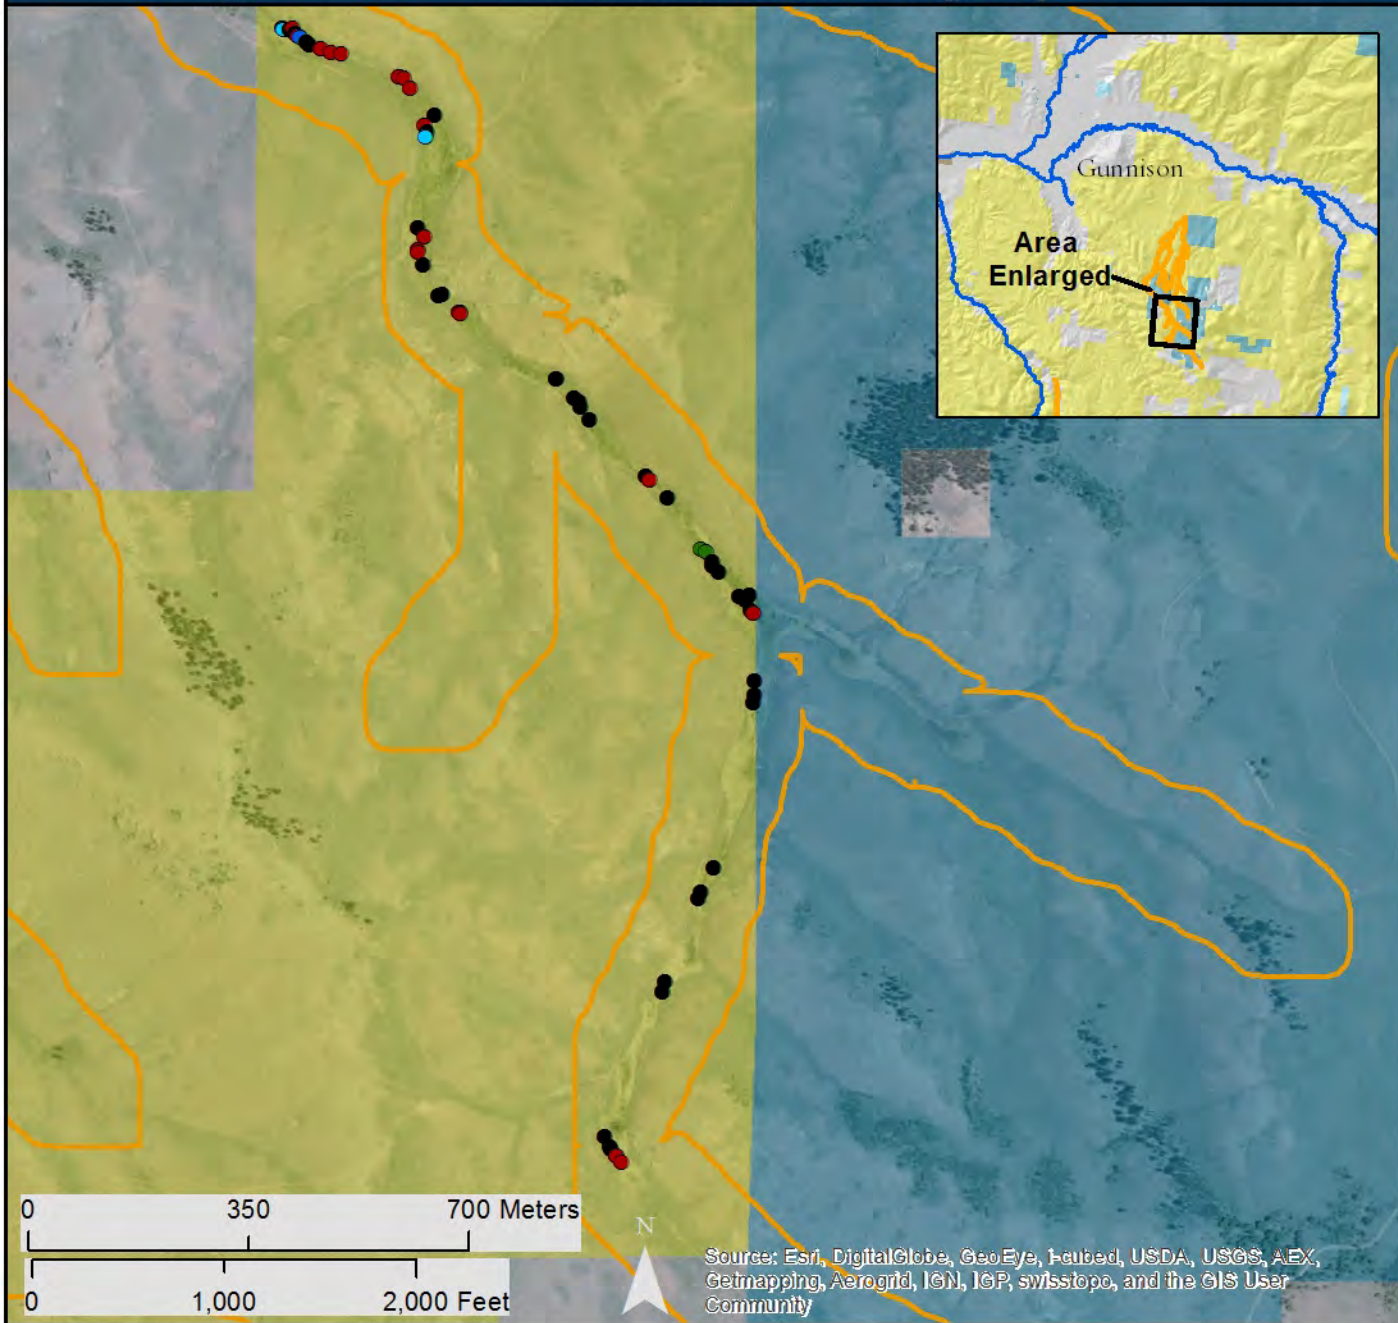 Gunnison
Area
Enlarged
0 350 700 Meters
0 1,000 2,000 Feet
N
Source: Esri, DigitalGlobe, GeoEye, i-cubed, USDA, USGS, AEX,
Getmapping, Aerogrid, IGN, IGP, swisstopo, and the GIS User
Community